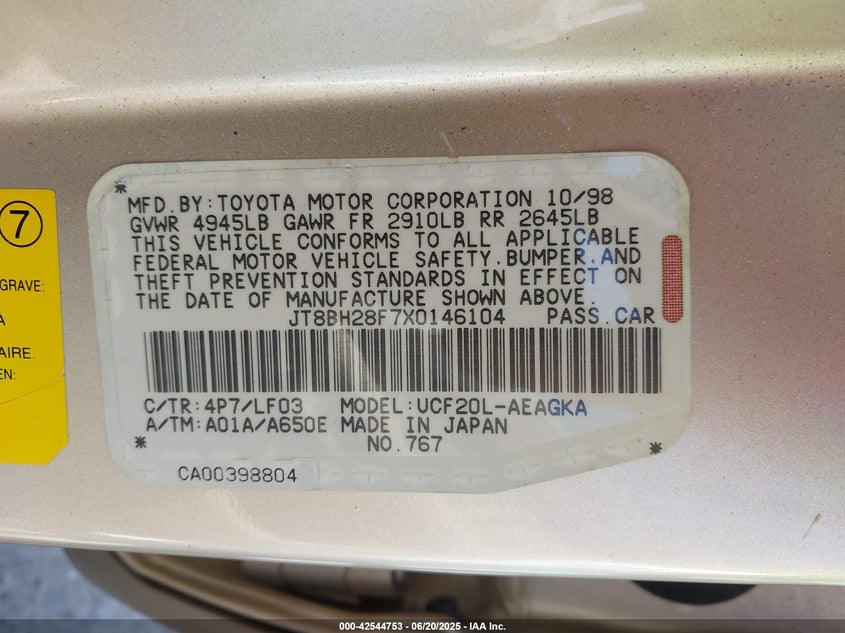 MFD.BY:TOYOTA MOTOR CORPORATION 10/98
GVWR 4945LB GAWR FR 2910LB RR 2645LB
THIS VEHICLE CONFORMS TO ALL APPLICABLE
FEDERAL MOTOR VEHICLE SAFETY.BUMPER.AND
THEFT PREVENTION STANDARDS IN EFFECT ON
THE DATE OF MANUFACTURE SHOWN ABOVE.
JT8BH28F7X0146104 PASS.CAR
C/TR:4P7/LF03 MODEL:UCF20L-AEAGKA
A/TM:A01A/A650E MADE IN JAPAN
NO.767
CA00398804
7
GRAVE:
A
AIRE.
EN:
000-42544753 - 06/20/2025 - IAA Inc.